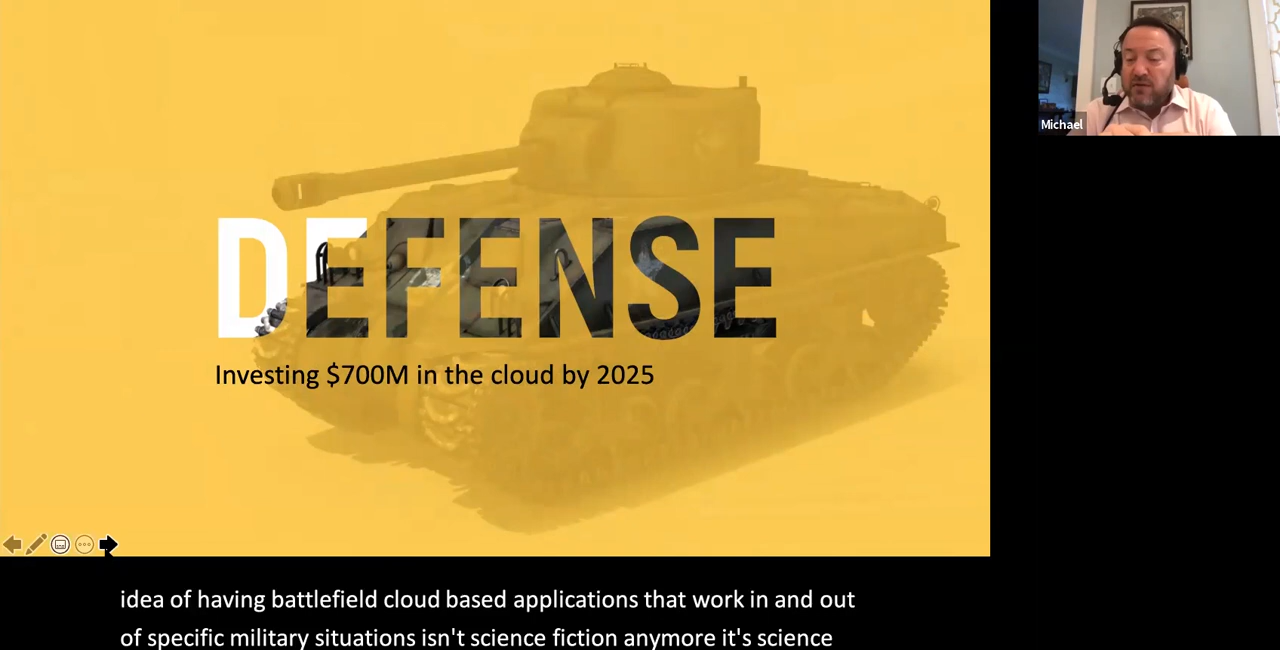 Michael
DEFENSE
Investing $700M in the cloud by 2025
idea of having battlefield cloud based applications that work in and out
of specific military situations isn't science fiction anymore it's science